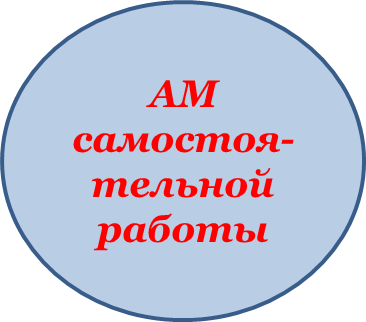 АМ
самостоя-
тельной
работы